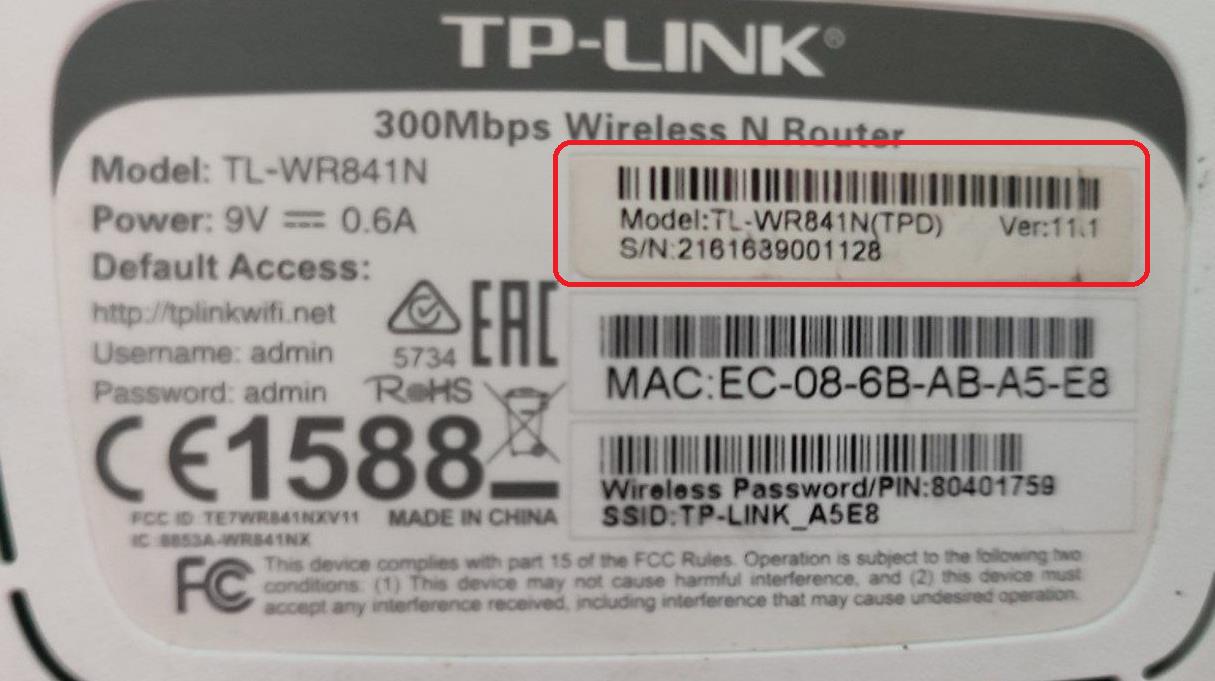 TP-LINK®
300Mbps Wireless N Router
Model: TL-WR841N
Power: 9V ⎓ 0.6A
Default Access:
http://tplinkwifi.net
Username: admin
Password: admin
5734
EAC
RoHS
CE1588
FCC ID: TE7WR841NXV11 MADE IN CHINA
IC: 8853A-WR841NX
Model:TL-WR841N(TPD) Ver:11.1
S/N:2161639001128
MAC:EC-08-6B-AB-A5-E8
Wireless Password/PIN:80401759
SSID:TP-LINK_A5E8
FC This device complies with part 15 of the FCC Rules. Operation is subject to the following two
conditions: (1) This device may not cause harmful interference, and (2) this device must
accept any interference received, including interference that may cause undesired operation.